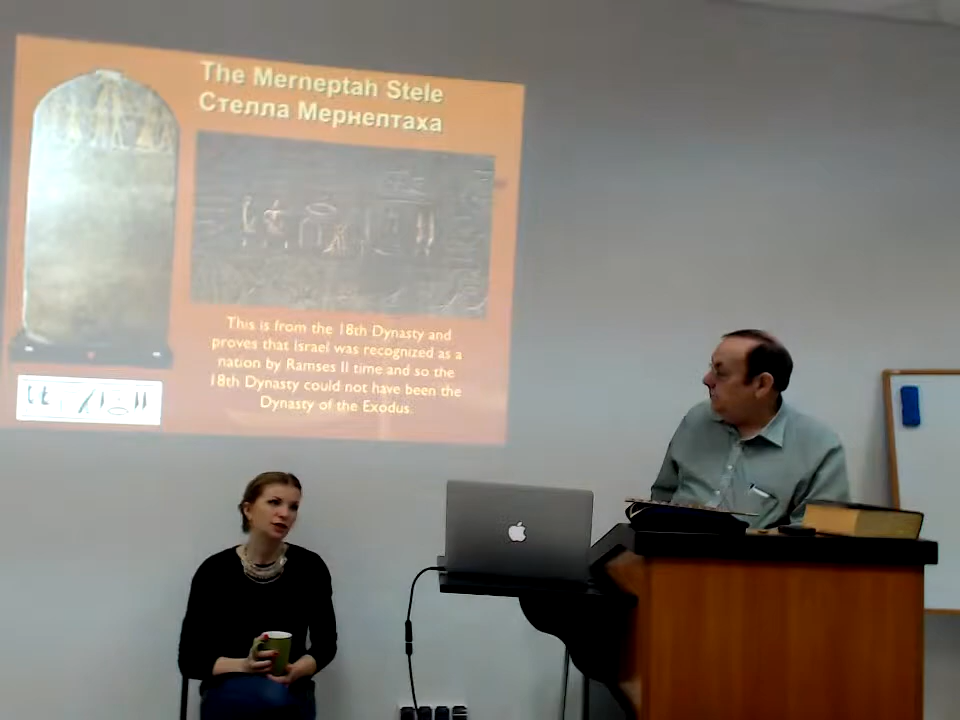 The Merneptah Stele
Стелла Мернептаха
This is from the 18th Dynasty and
proves that Israel was recognized as a
nation by Ramses II time and so the
18th Dynasty could not have been the
Dynasty of the Exodus.